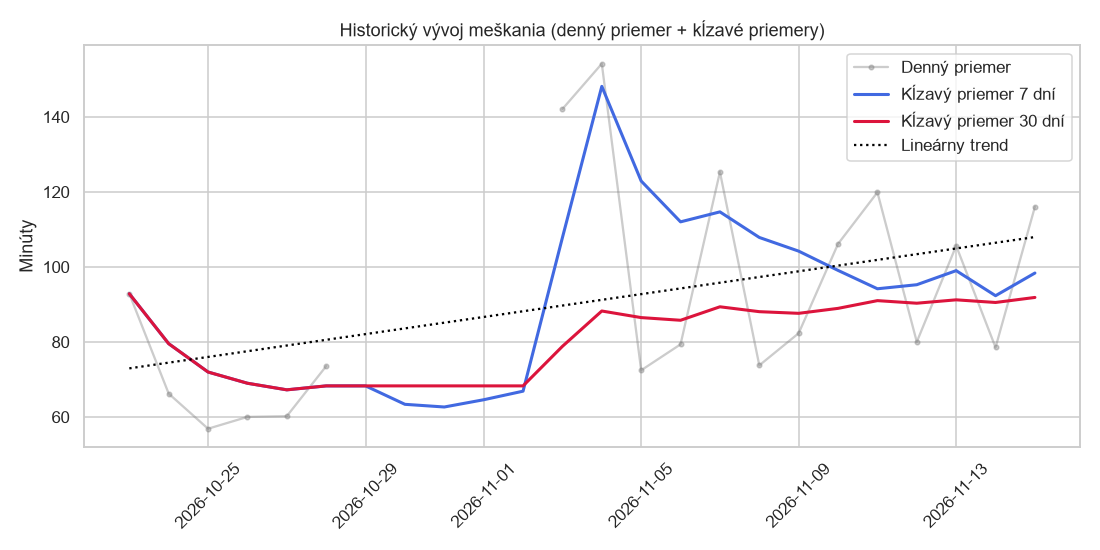 Historický vývoj meškania (denný priemer + kĺzavé priemery)
Denný priemer
Kĺzavý priemer 7 dní
Kĺzavý priemer 30 dní
Lineárny trend
Minúty
140
120
100
80
60
2026-10-25
2026-10-29
2026-11-01
2026-11-05
2026-11-09
2026-11-13